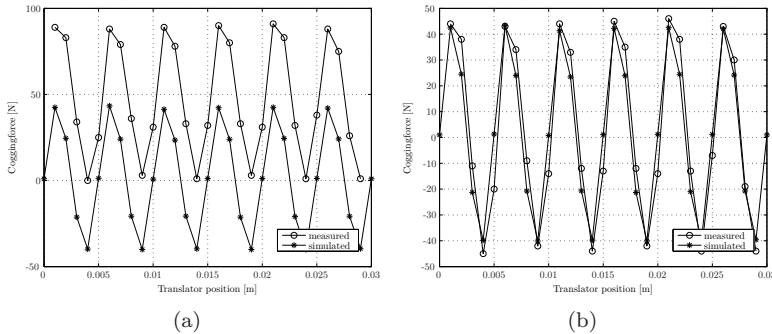 100
50
0
-50
Coggingforce [N]
0
0.005
0.01
0.015
0.02
0.025
0.03
Translator position [m]
measured
simulated
(a)
50
40
30
20
10
0
-10
-20
-30
-40
-50
Coggingforce [N]
0
0.005
0.01
0.015
0.02
0.025
0.03
Translator position [m]
measured
simulated
(b)